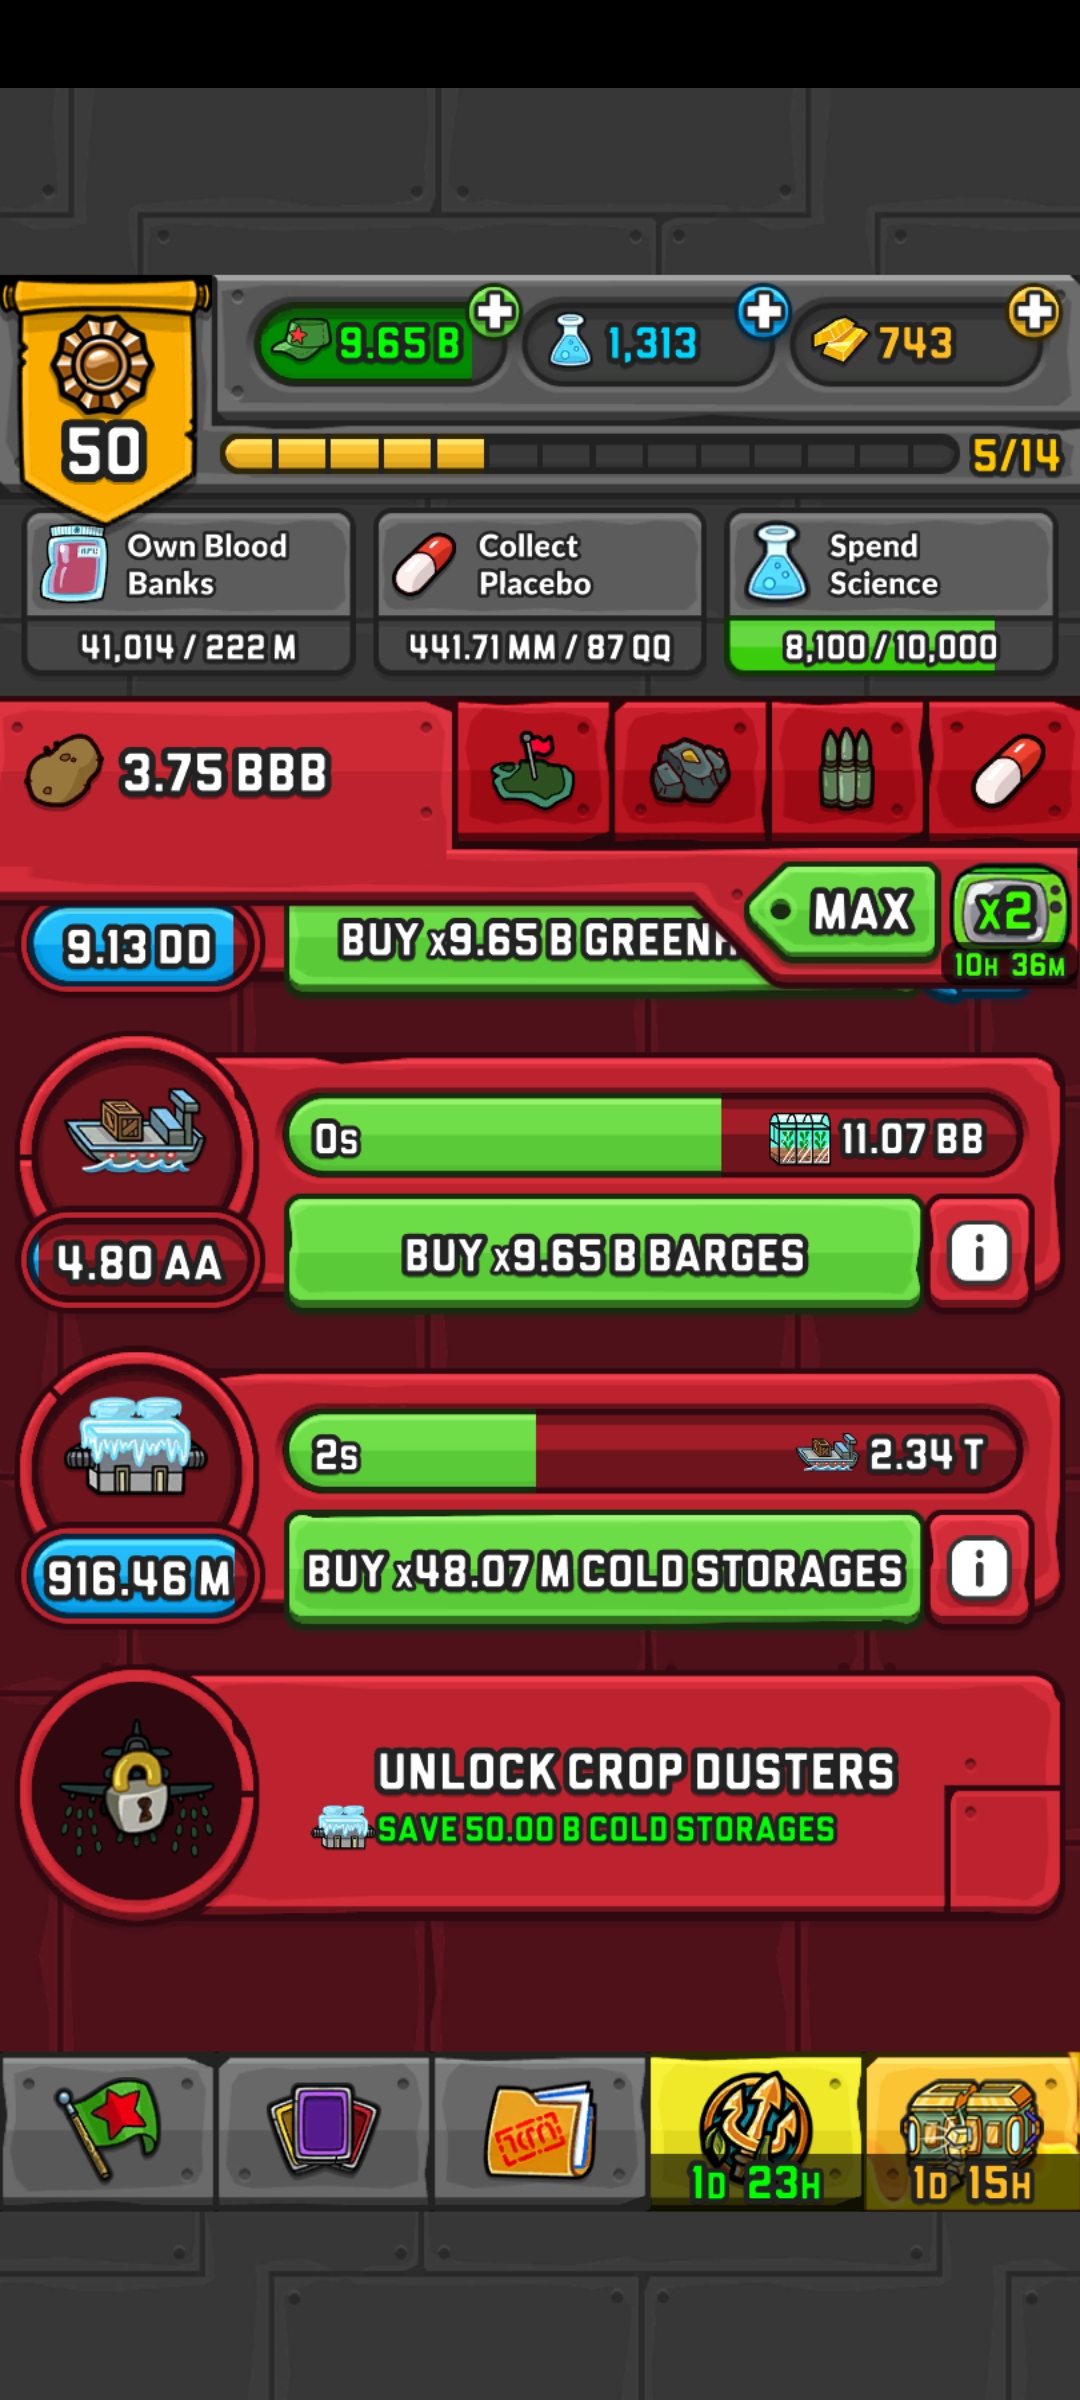 9.65 B
1,313
743
50
5/14
Own Blood
Banks
41,014 / 222 M
Collect
Placebo
441.71 MM / 87 QQ
Spend
Science
8,100 / 10,000
3.75 BBB
MAX
x2
10H 36M
9.13 DD
BUY x9.65 B
0s
11.07 BB
4.80 AA
BUY x9.65 B BARGES
i
2s
2.34 T
916.46 M
BUY x48.07 M COLD STORAGES
i
UNLOCK CROP DUSTERS
SAVE 50.00 B COLD STORAGES
1D 23H
1D 15H